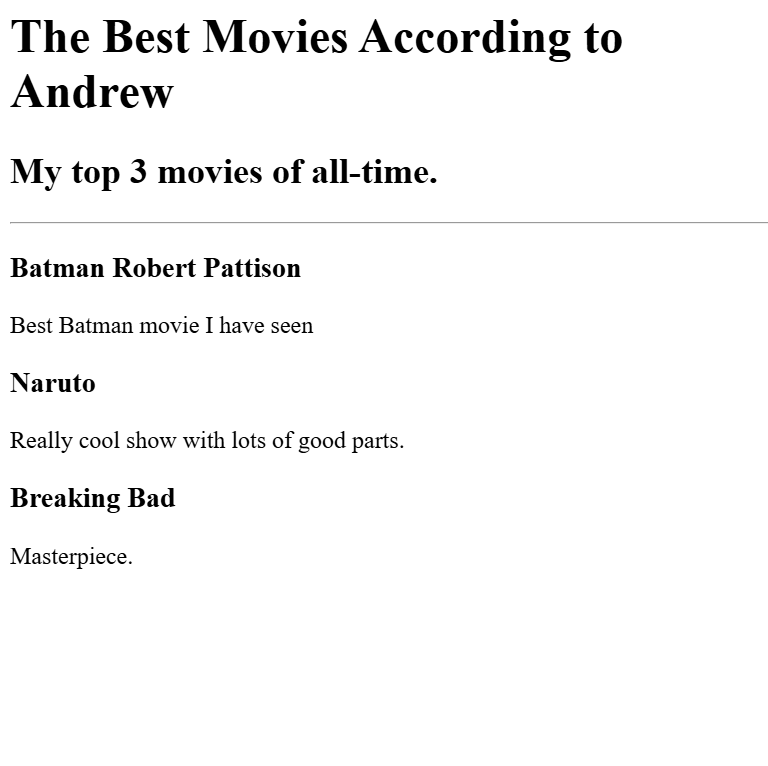 The Best Movies According to
Andrew
My top 3 movies of all-time.
Batman Robert Pattison
Best Batman movie I have seen
Naruto
Really cool show with lots of good parts.
Breaking Bad
Masterpiece.